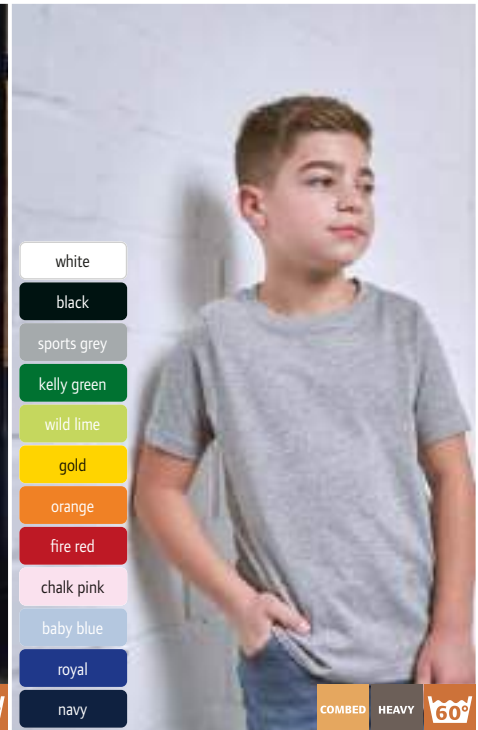 white
black
sports grey
kelly green
wild lime
gold
orange
fire red
chalk pink
baby blue
royal
navy
COMBED
HEAVY
60°